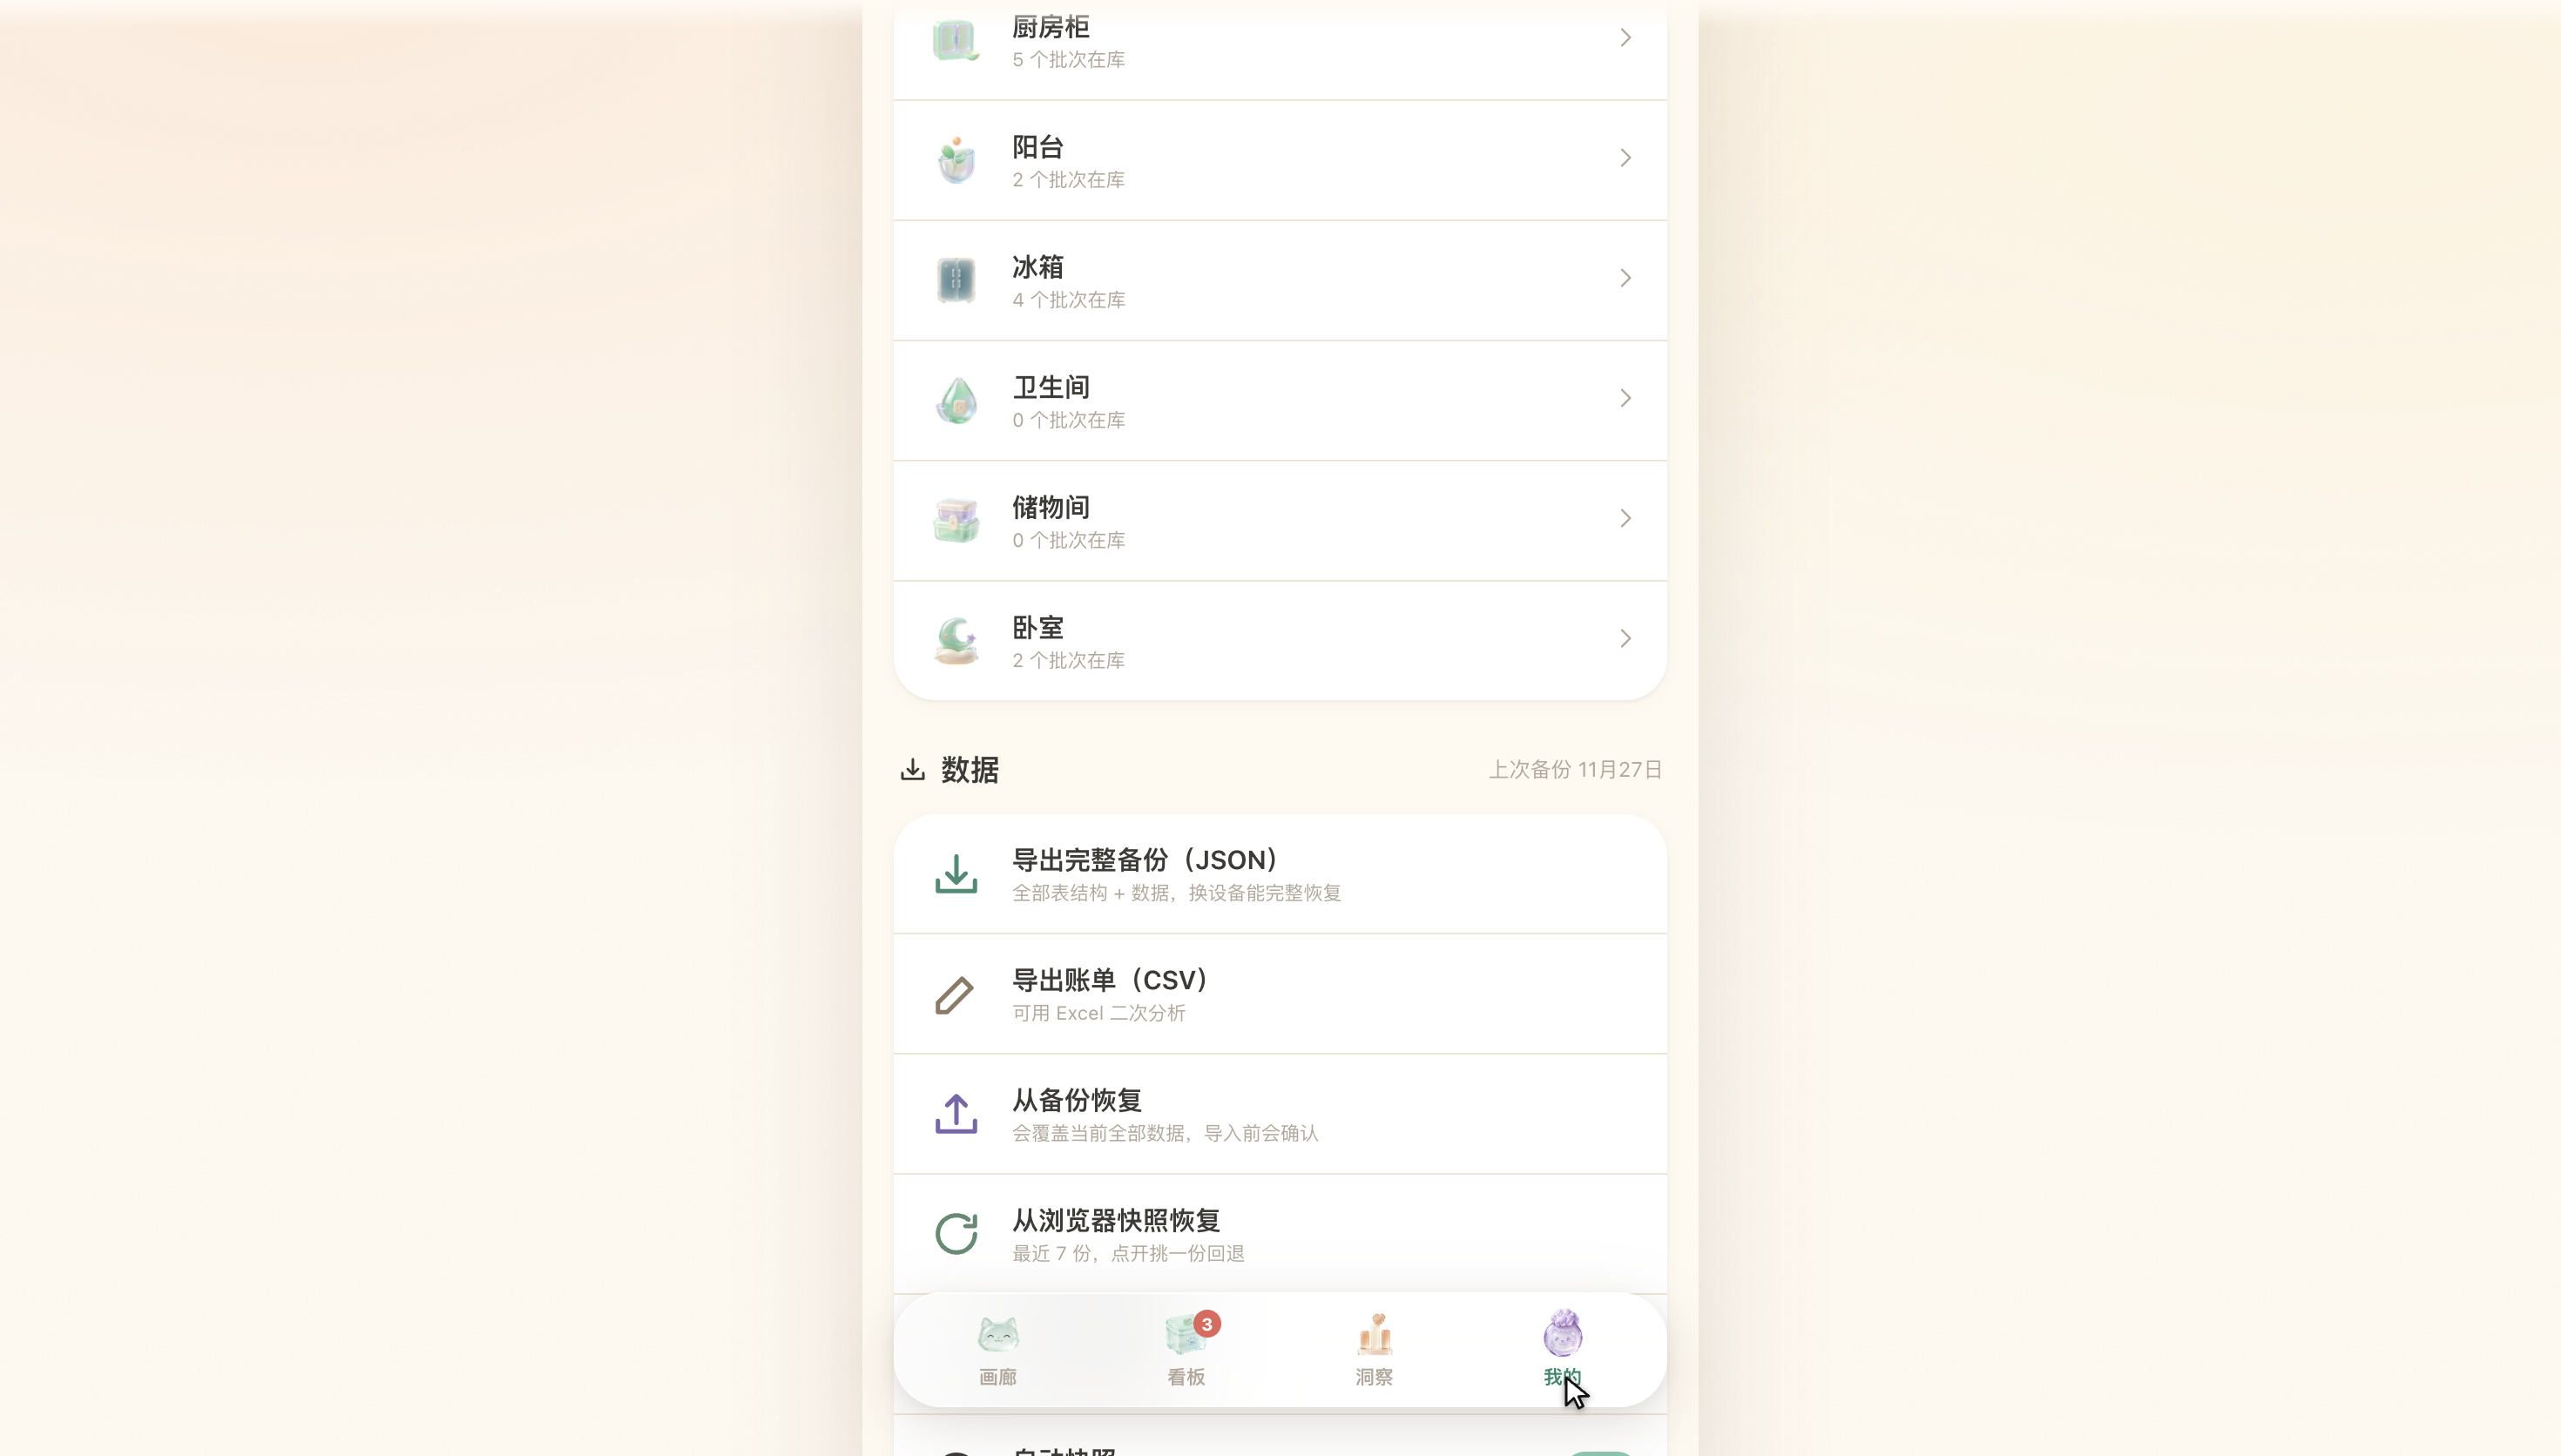 厨房柜
5 个批次在库
阳台
2 个批次在库
冰箱
4 个批次在库
卫生间
0 个批次在库
储物间
0 个批次在库
卧室
2 个批次在库
数据
上次备份 11月27日
导出完整备份（JSON）
全部表结构 + 数据，换设备能完整恢复
导出账单（CSV）
可用 Excel 二次分析
从备份恢复
会覆盖当前全部数据，导入前会确认
从浏览器快照恢复
最近 7 份，点开挑一份回退
3
画廊
看板
洞察
我的
自动快照